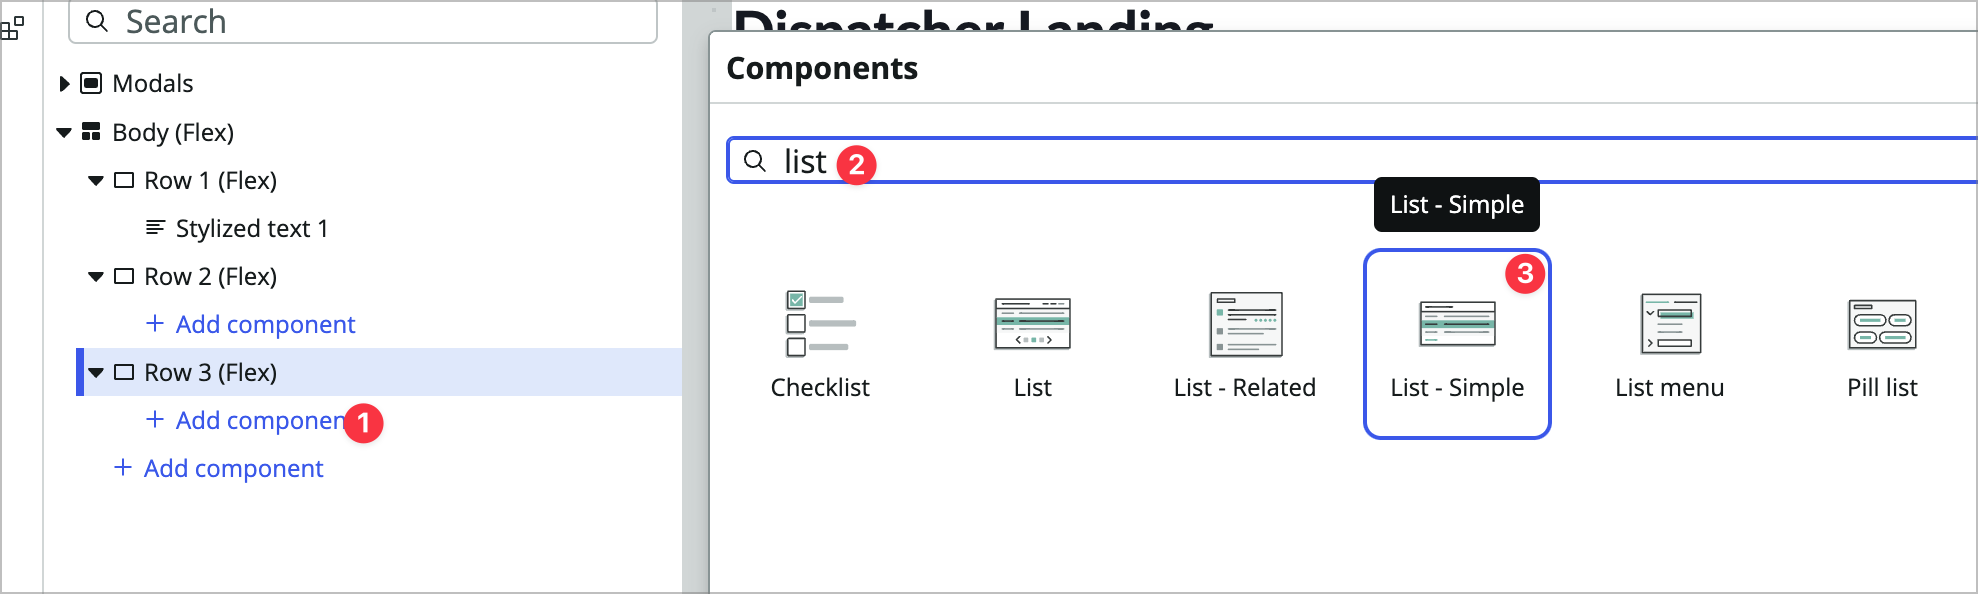 Search
Modals
Body (Flex)
Row 1 (Flex)
Stylized text 1
Row 2 (Flex)
+ Add component
Row 3 (Flex)
+ Add componen 1
+ Add component
Dispatcher Landing
Components
list 2
List - Simple
3
Checklist
List
List - Related
List - Simple
List menu
Pill list